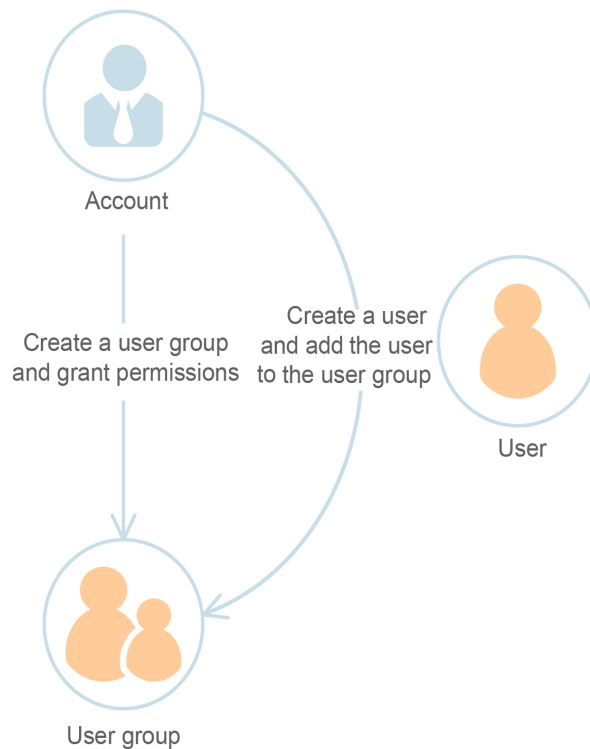 Account
Create a user group
and grant permissions
Create a user
and add the user
to the user group
User
User group